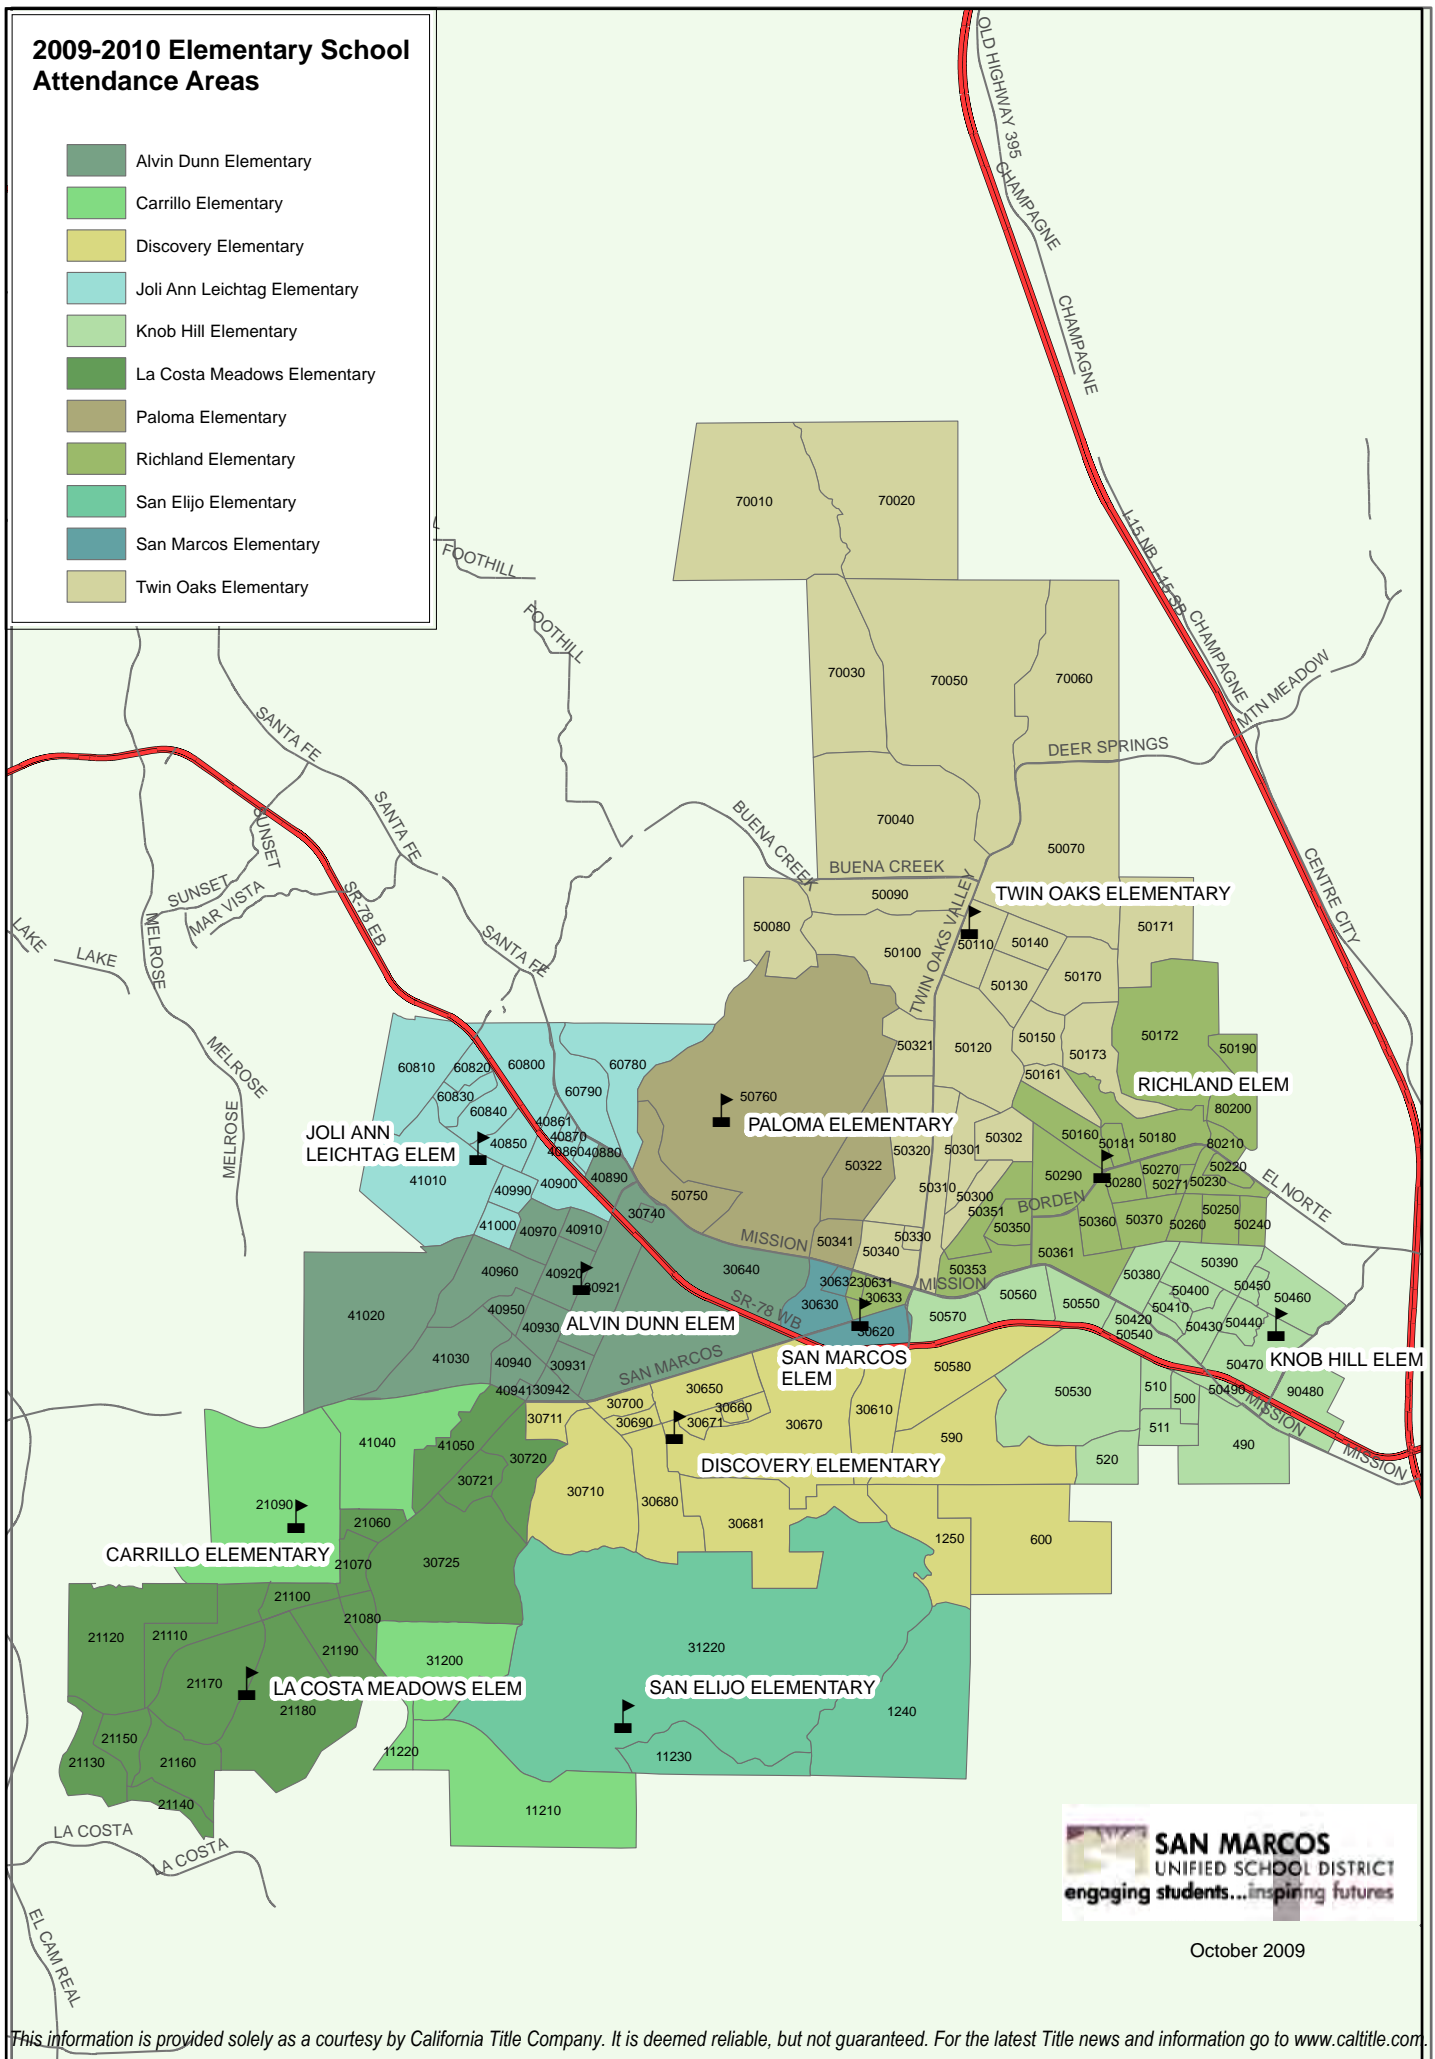 2009-2010 Elementary School
Attendance Areas
Alvin Dunn Elementary
Carrillo Elementary
Discovery Elementary
Joli Ann Leichtag Elementary
Knob Hill Elementary
La Costa Meadows Elementary
Paloma Elementary
Richland Elementary
San Elijo Elementary
San Marcos Elementary
Twin Oaks Elementary
OLD HIGHWAY 395
CHAMPAGNE
CHAMPAGNE
I-15 NB
I-15 SB
CHAMPAGNE
MTN MEADOW
DEER SPRINGS
CENTRE CITY
FOOTHILL
FOOTHILL
SANTA FE
SANTA FE
SANTA FE
SUNSET
SUNSET
MAR VISTA
SR-78 EB
LAKE
LAKE
MELROSE
MELROSE
MELROSE
BUENA CREEK
BUENA CREEK
TWIN OAKS VALLEY
70010
70020
70030
70050
70060
70040
50070
50090
50080
50100
TWIN OAKS ELEMENTARY
50110
50140
50171
50130
50170
50321
50120
50150
50173
50161
50172
50190
RICHLAND ELEM
80200
50160
50181
50180
80210
50220
50290
50280
50270
50271
50230
50250
50240
50260
50370
50360
50361
BORDEN
EL NORTE
50302
50301
50320
50310
50300
50351
50350
50353
50330
50340
50341
50322
50760
PALOMA ELEMENTARY
50750
MISSION
MISSION
60810
60820
60800
60780
60830
60790
60840
40861
40870
40850
40860
40880
JOLI ANN
LEICHTAG ELEM
41010
40990
40900
40890
41000
30740
40970
40910
40960
40920
30921
30640
41020
40950
40930
ALVIN DUNN ELEM
SR-78 WB
41030
40940
30931
40941
30942
SAN MARCOS
30632
30631
30633
30630
30620
SAN MARCOS
ELEM
50570
50560
50550
50380
50390
50400
50450
50460
50410
50420
50430
50440
50540
50470
KNOB HILL ELEM
50490
90480
510
500
511
520
490
MISSION
MISSION
50530
50580
30650
30700
30660
30690
30671
30670
30610
30711
590
DISCOVERY ELEMENTARY
30710
30680
30681
1250
600
41040
41050
30720
30721
21090
21060
CARRILLO ELEMENTARY
21070
30725
21100
21080
21120
21110
21190
31200
21170
LA COSTA MEADOWS ELEM
21180
31220
SAN ELIJO ELEMENTARY
1240
21150
21130
21160
21140
11220
11230
11210
LA COSTA
LA COSTA
EL CAM REAL
SAN MARCOS
UNIFIED SCHOOL DISTRICT
engaging students...inspiring futures
October 2009
This information is provided solely as a courtesy by California Title Company. It is deemed reliable, but not guaranteed. For the latest Title news and information go to www.caltitle.com.
CHAMPAGNE